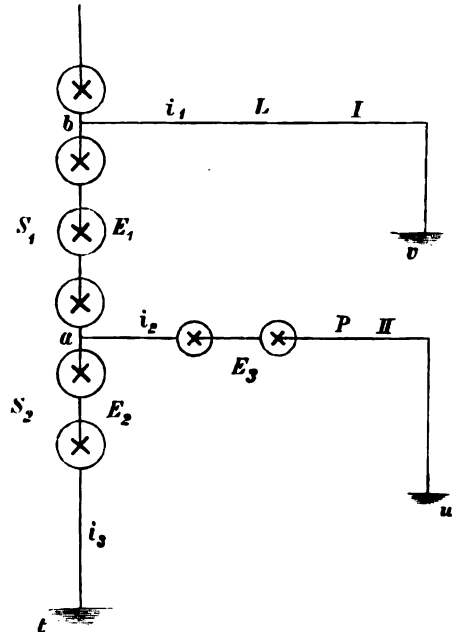 b i₁ L I
S₁ E₁
v
a i₂ P II
E₃
S₂ E₂
u
i₃
t